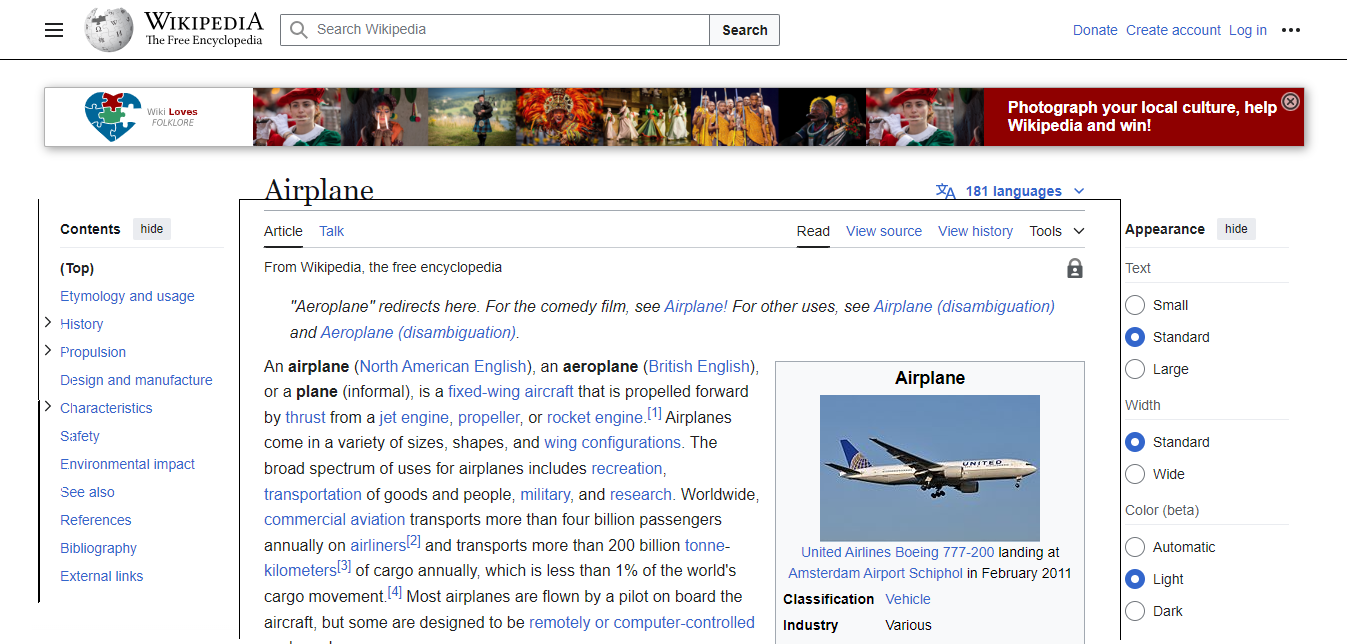 WIKIPEDIA
The Free Encyclopedia
Search Wikipedia
Search
Donate Create account Log in
Wiki Loves
FOLKLORE
Photograph your local culture, help
Wikipedia and win!
Airplane
181 languages
Contents hide
(Top)
Etymology and usage
History
Propulsion
Design and manufacture
Characteristics
Safety
Environmental impact
See also
References
Bibliography
External links
Article Talk
Read View source View history Tools
From Wikipedia, the free encyclopedia
"Aeroplane" redirects here. For the comedy film, see Airplane! For other uses, see Airplane (disambiguation)
and Aeroplane (disambiguation).
An airplane (North American English), an aeroplane (British English),
or a plane (informal), is a fixed-wing aircraft that is propelled forward
by thrust from a jet engine, propeller, or rocket engine.[1] Airplanes
come in a variety of sizes, shapes, and wing configurations. The
broad spectrum of uses for airplanes includes recreation,
transportation of goods and people, military, and research. Worldwide,
commercial aviation transports more than four billion passengers
annually on airliners[2] and transports more than 200 billion tonne-
kilometers[3] of cargo annually, which is less than 1% of the world's
cargo movement.[4] Most airplanes are flown by a pilot on board the
aircraft, but some are designed to be remotely or computer-controlled
Airplane
UNITED
United Airlines Boeing 777-200 landing at
Amsterdam Airport Schiphol in February 2011
Classification Vehicle
Industry Various
Appearance hide
Text
Small
Standard
Large
Width
Standard
Wide
Color (beta)
Automatic
Light
Dark